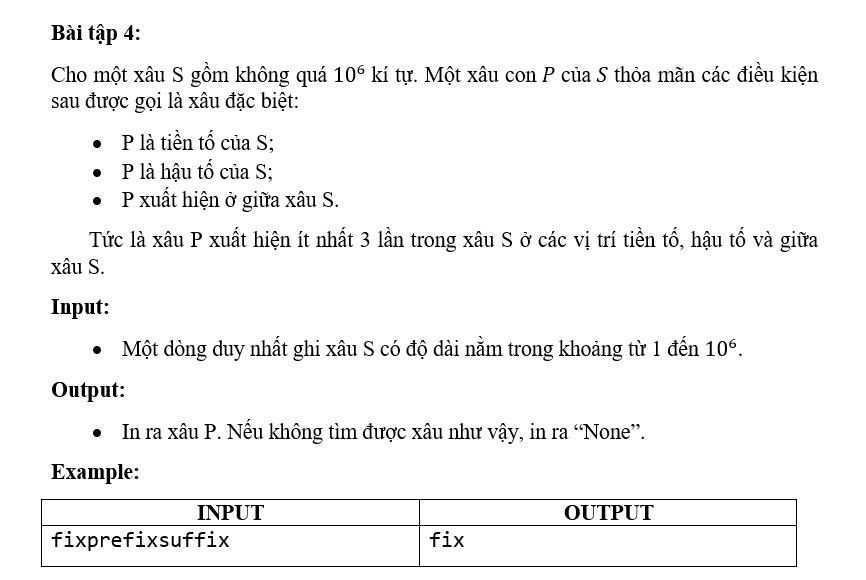 Bài tập 4:
Cho một xâu S gồm không quá 10⁶ kí tự. Một xâu con P của S thỏa mãn các điều kiện
sau được gọi là xâu đặc biệt:
• P là tiền tố của S;
• P là hậu tố của S;
• P xuất hiện ở giữa xâu S.
Tức là xâu P xuất hiện ít nhất 3 lần trong xâu S ở các vị trí tiền tố, hậu tố và giữa
xâu S.
Input:
• Một dòng duy nhất ghi xâu S có độ dài nằm trong khoảng từ 1 đến 10⁶.
Output:
• In ra xâu P. Nếu không tìm được xâu như vậy, in ra “None”.
Example:
INPUT OUTPUT
fixprefixsuffix fix